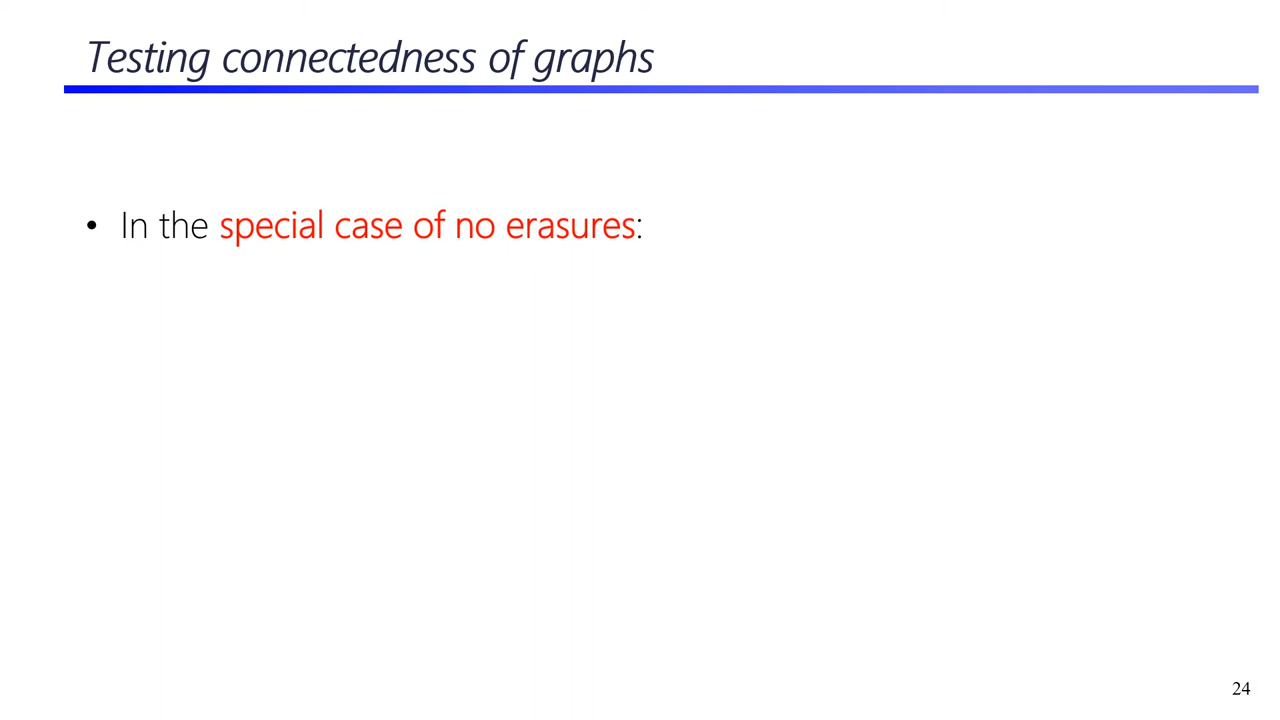 Testing connectedness of graphs
• In the special case of no erasures:
24